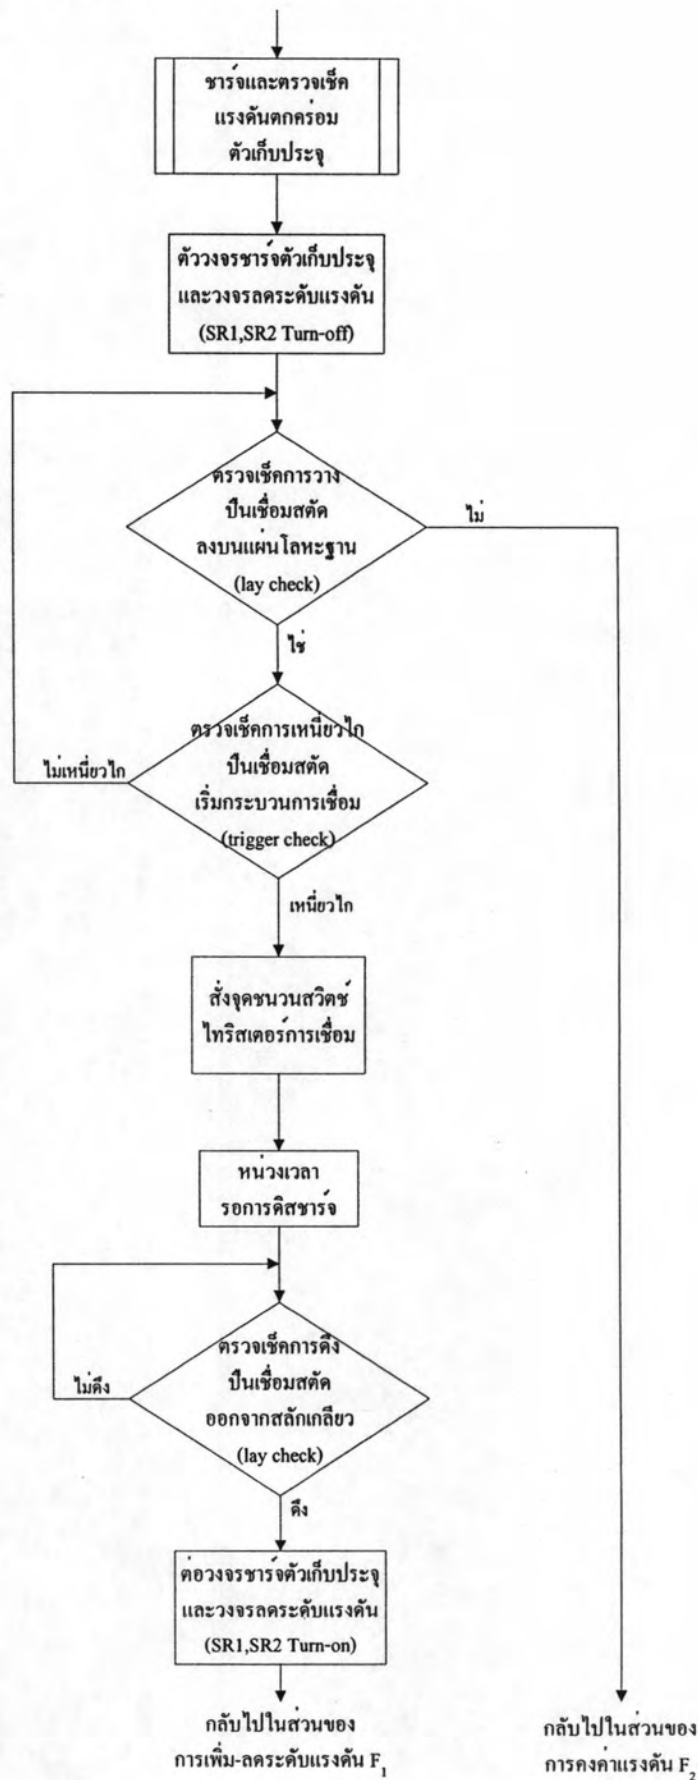 ชาร์จและตรวจเช็ค
แรงดันตกคร่อม
ตัวเก็บประจุ
ตัววงจรชาร์จตัวเก็บประจุ
และวงจรลดระดับแรงดัน
(SR1,SR2 Turn-off)
ตรวจเช็คการวาง
ปืนเชื่อมสตัด
ลงบนแผ่นโลหะฐาน
(lay check)
ไม่
ไช่
ตรวจเช็คการเหนี่ยวไก
ปืนเชื่อมสตัด
เริ่มกระบวนการเชื่อม
(trigger check)
ไม่เหนี่ยวไก
เหนี่ยวไก
สั่งจุดชนวนสวิตช์
ไทริสเตอร์การเชื่อม
หน่วงเวลา
รอการดิสชาร์จ
ตรวจเช็คการดึง
ปืนเชื่อมสตัด
ออกจากสลักเกลียว
(lay check)
ไม่ดึง
ดึง
ต่อวงจรชาร์จตัวเก็บประจุ
และวงจรลดระดับแรงดัน
(SR1,SR2 Turn-on)
กลับไปในส่วนของ
การเพิ่ม-ลดระดับแรงดัน F1
กลับไปในส่วนของ
การคงค่าแรงดัน F2